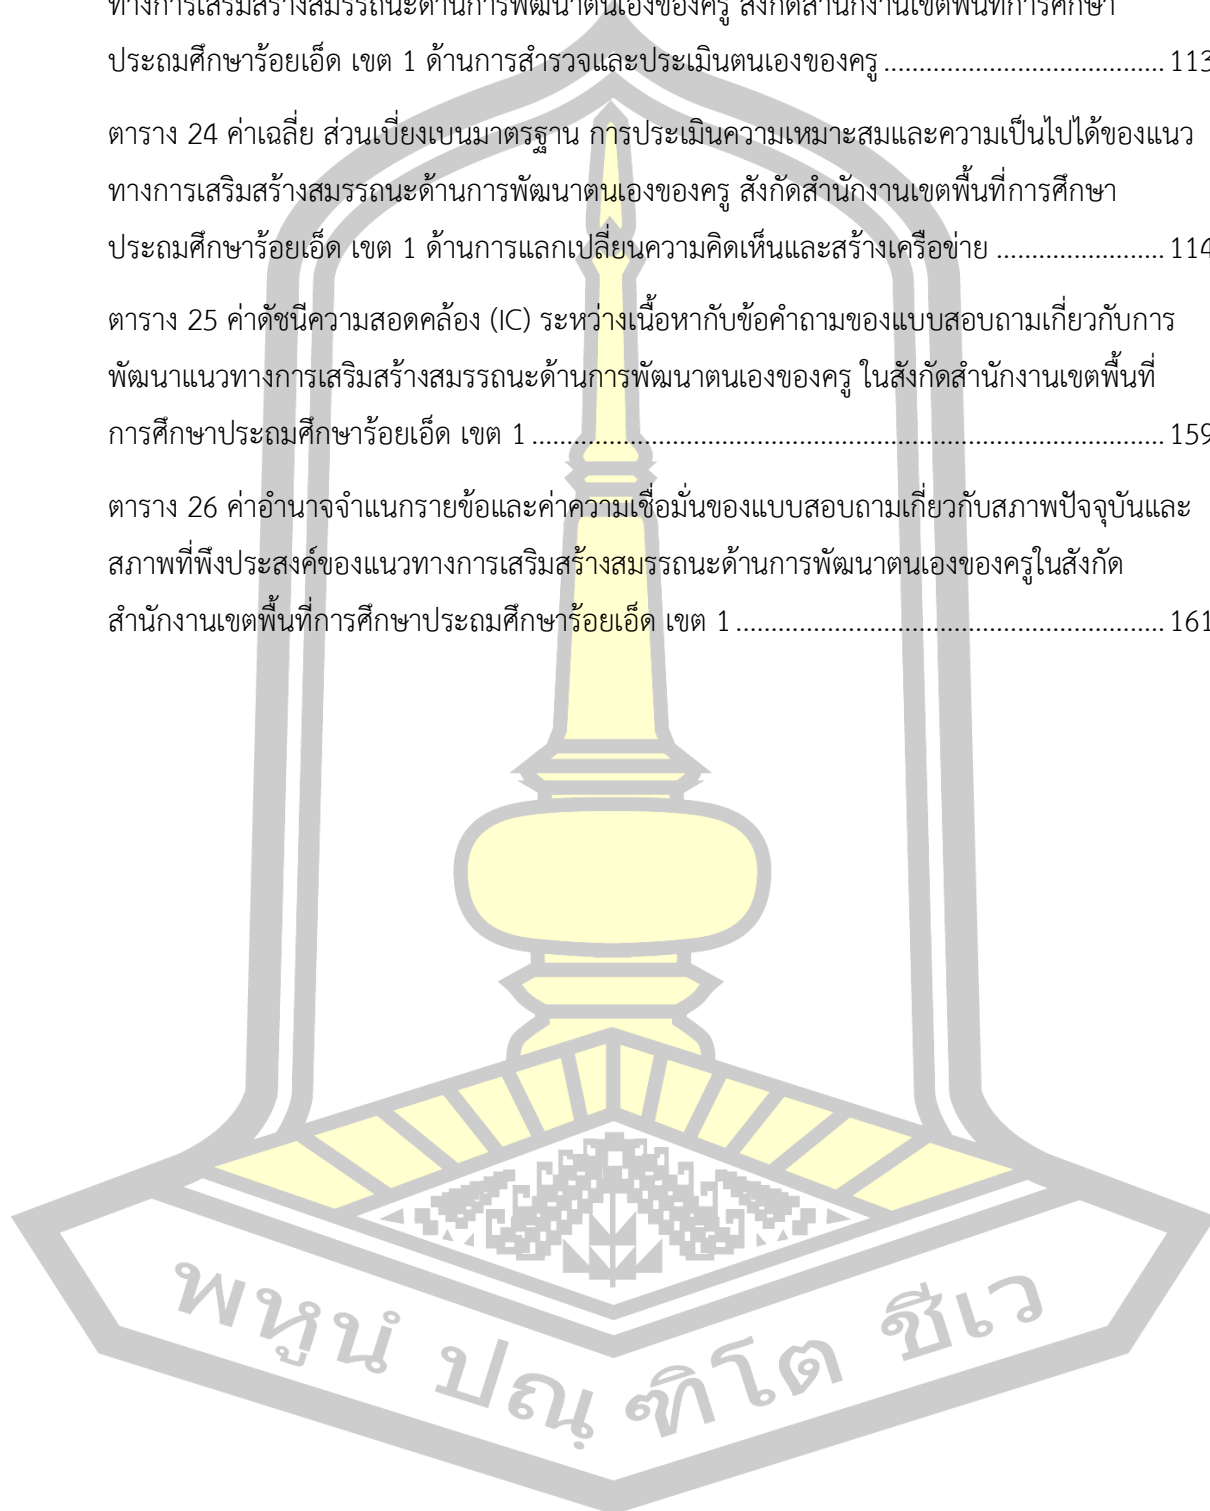 ทางการเสริมสร้างสมรรถนะด้านการพัฒนาตนเองของครู สังกัดสำนักงานเขตพื้นที่การศึกษา
ประถมศึกษาร้อยเอ็ด เขต 1 ด้านการสำรวจและประเมินตนเองของครู ........................................ 113
ตาราง 24 ค่าเฉลี่ย ส่วนเบี่ยงเบนมาตรฐาน การประเมินความเหมาะสมและความเป็นไปได้ของแนว
ทางการเสริมสร้างสมรรถนะด้านการพัฒนาตนเองของครู สังกัดสำนักงานเขตพื้นที่การศึกษา
ประถมศึกษาร้อยเอ็ด เขต 1 ด้านการแลกเปลี่ยนความคิดเห็นและสร้างเครือข่าย ........................ 114
ตาราง 25 ค่าดัชนีความสอดคล้อง (IC) ระหว่างเนื้อหากับข้อคำถามของแบบสอบถามเกี่ยวกับการ
พัฒนาแนวทางการเสริมสร้างสมรรถนะด้านการพัฒนาตนเองของครู ในสังกัดสำนักงานเขตพื้นที่
การศึกษาประถมศึกษาร้อยเอ็ด เขต 1 .......................................................................................... 159
ตาราง 26 ค่าอำนาจจำแนกรายข้อและค่าความเชื่อมั่นของแบบสอบถามเกี่ยวกับสภาพปัจจุบันและ
สภาพที่พึงประสงค์ของแนวทางการเสริมสร้างสมรรถนะด้านการพัฒนาตนเองของครูในสังกัด
สำนักงานเขตพื้นที่การศึกษาประถมศึกษาร้อยเอ็ด เขต 1 ............................................................. 161
พหูนํ ปณฺฑิโต ชีเว